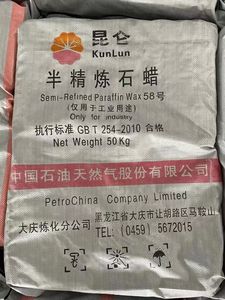 昆仑
KunLun
半精炼石蜡
Semi-Refined Paraffin Wax 58号
(仅用于工业用途)
Only for industry
执行标准 GB T 254-2010 合格
Net Weight 50Kg
中国石油天然气股份有限公司
PetroChina Company Limited
大庆炼化分公司
黑龙江省大庆市让胡路区马鞍山
TEL: (0459) 5672015